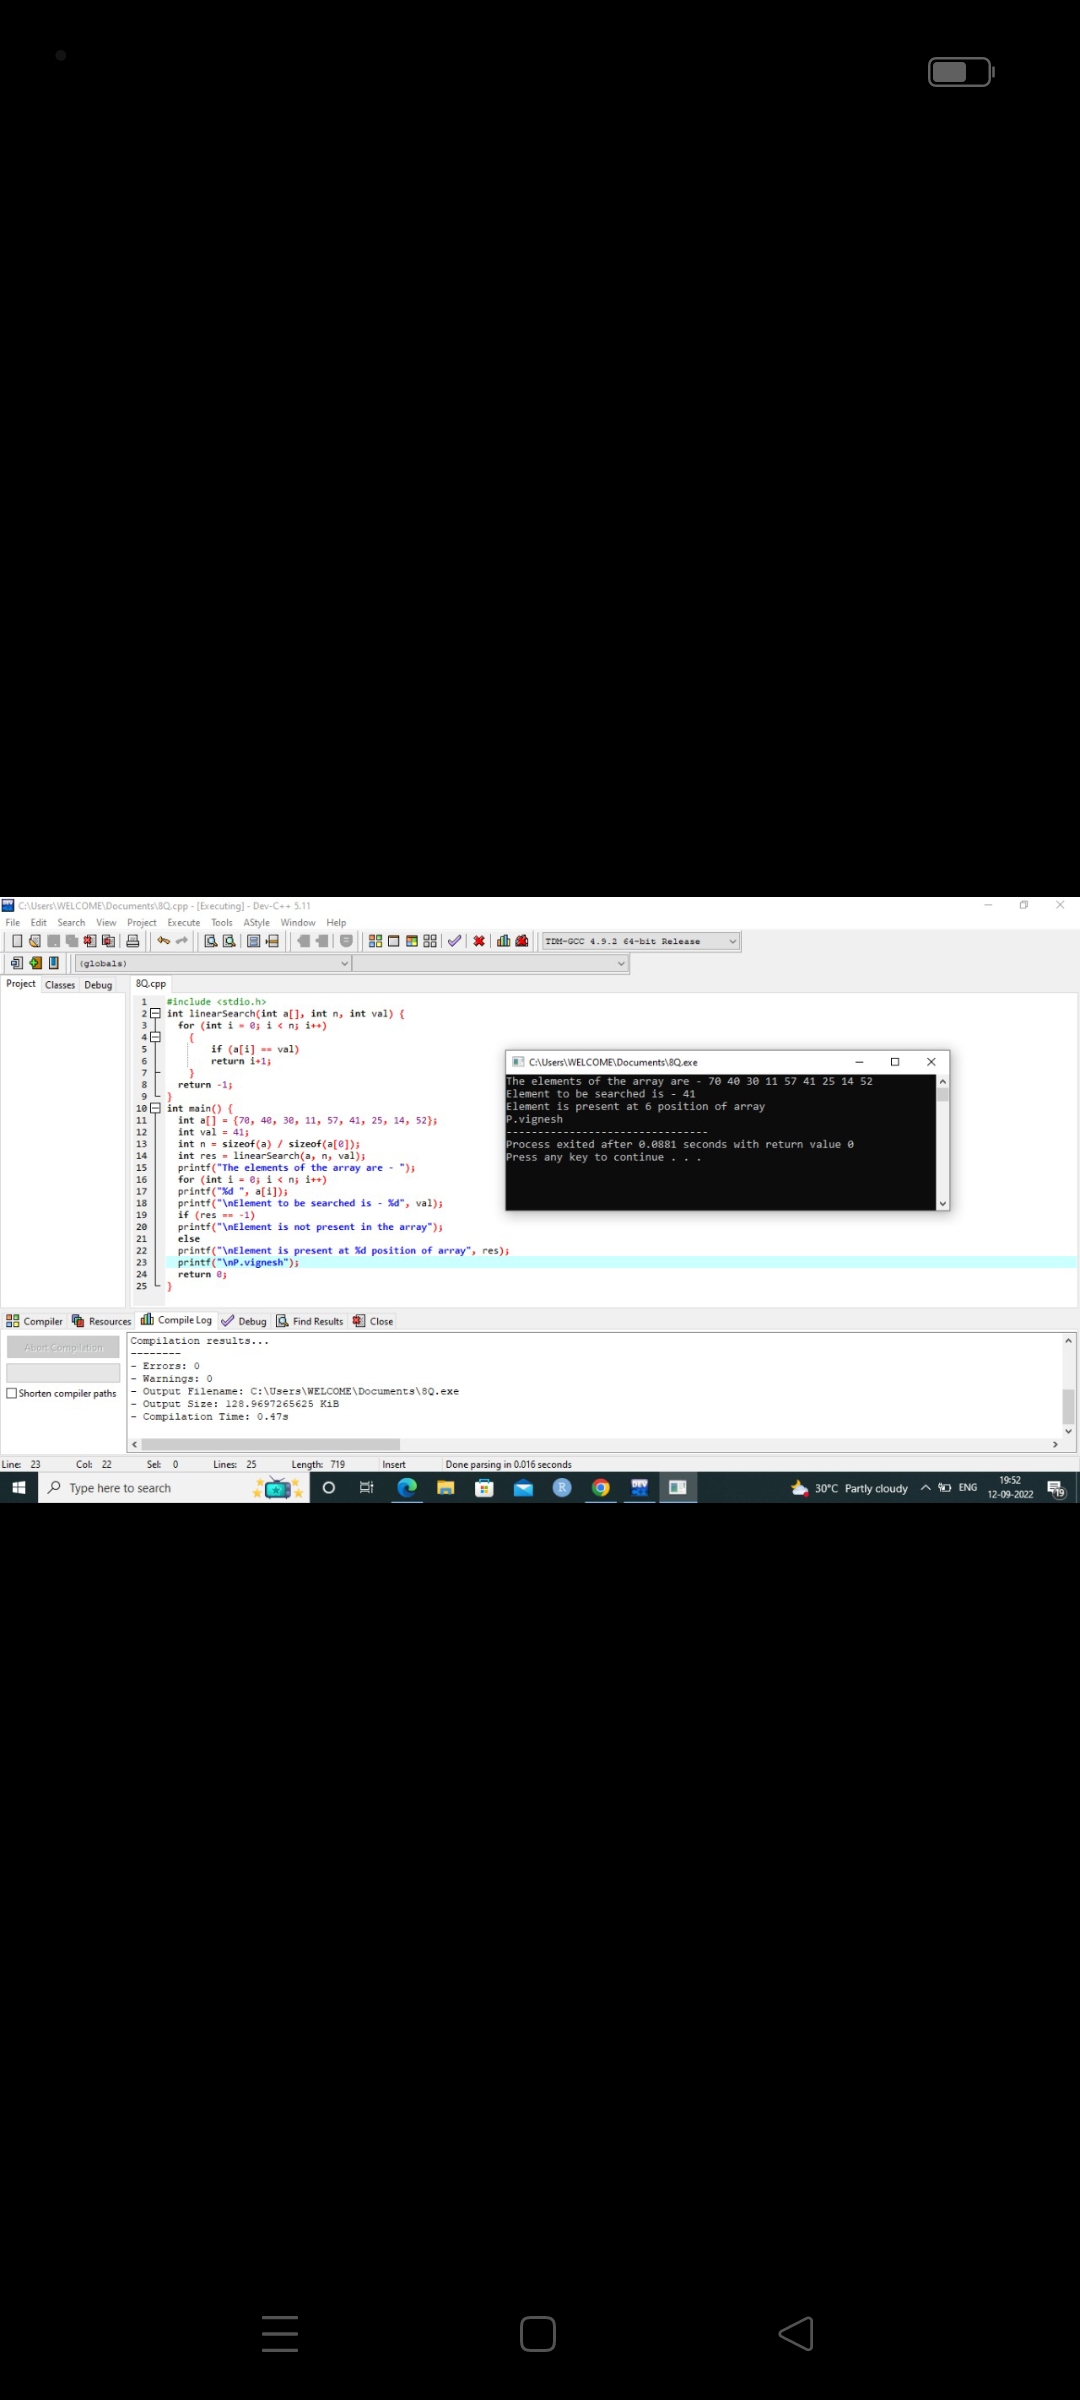 C:\Users\WELCOME\Documents\8Q.cpp - [Executing] - Dev-C++ 5.11
File Edit Search View Project Execute Tools AStyle Window Help
TDM-GCC 4.9.2 64-bit Release
(globals)
Project Classes Debug
8Q.cpp
1 #include <stdio.h>
2 int linearSearch(int a[], int n, int val) {
3 for (int i = 0; i < n; i++)
4 {
5 if (a[i] == val)
6 return i+1;
7 }
8 return -1;
9 }
10 int main() {
11 int a[] = {70, 40, 30, 11, 57, 41, 25, 14, 52};
12 int val = 41;
13 int n = sizeof(a) / sizeof(a[0]);
14 int res = linearSearch(a, n, val);
15 printf("The elements of the array are - ");
16 for (int i = 0; i < n; i++)
17 printf("%d ", a[i]);
18 printf("\nElement to be searched is - %d", val);
19 if (res == -1)
20 printf("\nElement is not present in the array");
21 else
22 printf("\nElement is present at %d position of array", res);
23 printf("\nP.vignesh");
24 return 0;
25 }
C:\Users\WELCOME\Documents\8Q.exe
The elements of the array are - 70 40 30 11 57 41 25 14 52
Element to be searched is - 41
Element is present at 6 position of array
P.vignesh
--------------------------------
Process exited after 0.0881 seconds with return value 0
Press any key to continue . . .
Compiler Resources Compile Log Debug Find Results Close
Abort Compilation
Shorten compiler paths
Compilation results...
--------
- Errors: 0
- Warnings: 0
- Output Filename: C:\Users\WELCOME\Documents\8Q.exe
- Output Size: 128.9697265625 KiB
- Compilation Time: 0.47s
Line: 23 Col: 22 Sel: 0 Lines: 25 Length: 719 Insert Done parsing in 0.016 seconds
Type here to search
R
DEV
30°C Partly cloudy
ENG
19:52
12-09-2022
19